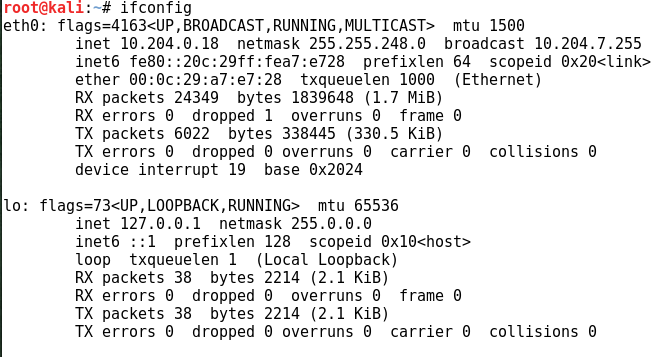 root@kali:~# ifconfig
eth0: flags=4163<UP,BROADCAST,RUNNING,MULTICAST>  mtu 1500
        inet 10.204.0.18  netmask 255.255.248.0  broadcast 10.204.7.255
        inet6 fe80::20c:29ff:fea7:e728  prefixlen 64  scopeid 0x20<link>
        ether 00:0c:29:a7:e7:28  txqueuelen 1000  (Ethernet)
        RX packets 24349  bytes 1839648 (1.7 MiB)
        RX errors 0  dropped 1  overruns 0  frame 0
        TX packets 6022  bytes 338445 (330.5 KiB)
        TX errors 0  dropped 0 overruns 0  carrier 0  collisions 0
        device interrupt 19  base 0x2024

lo: flags=73<UP,LOOPBACK,RUNNING>  mtu 65536
        inet 127.0.0.1  netmask 255.0.0.0
        inet6 ::1  prefixlen 128  scopeid 0x10<host>
        loop  txqueuelen 1  (Local Loopback)
        RX packets 38  bytes 2214 (2.1 KiB)
        RX errors 0  dropped 0  overruns 0  frame 0
        TX packets 38  bytes 2214 (2.1 KiB)
        TX errors 0  dropped 0 overruns 0  carrier 0  collisions 0